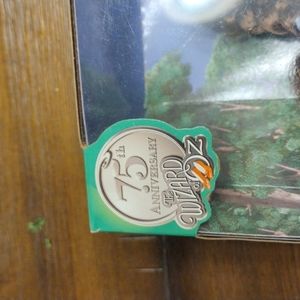 75th
ANNIVERSARY
THE
WIZARD
OF
OZ